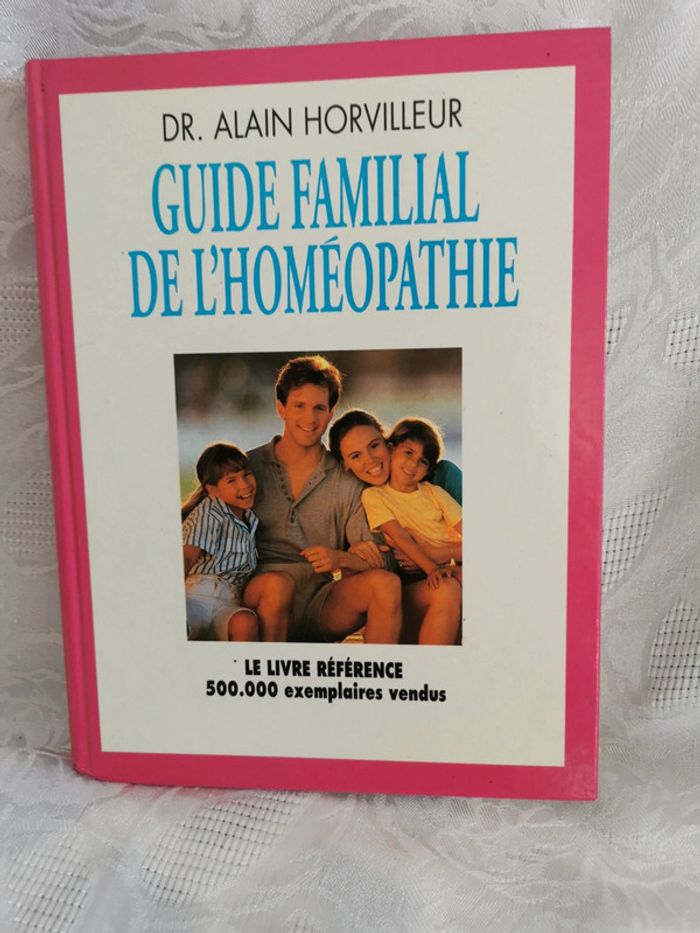 DR. ALAIN HORVILLEUR
GUIDE FAMILIAL
DE L'HOMÉOPATHIE
LE LIVRE RÉFÉRENCE
500.000 exemplaires vendus